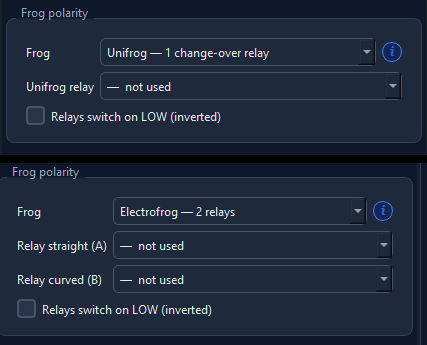 Frog polarity
Frog Unifrog — 1 change-over relay i
Unifrog relay — not used
Relays switch on LOW (inverted)
Frog polarity
Frog Electrofrog — 2 relays i
Relay straight (A) — not used
Relay curved (B) — not used
Relays switch on LOW (inverted)